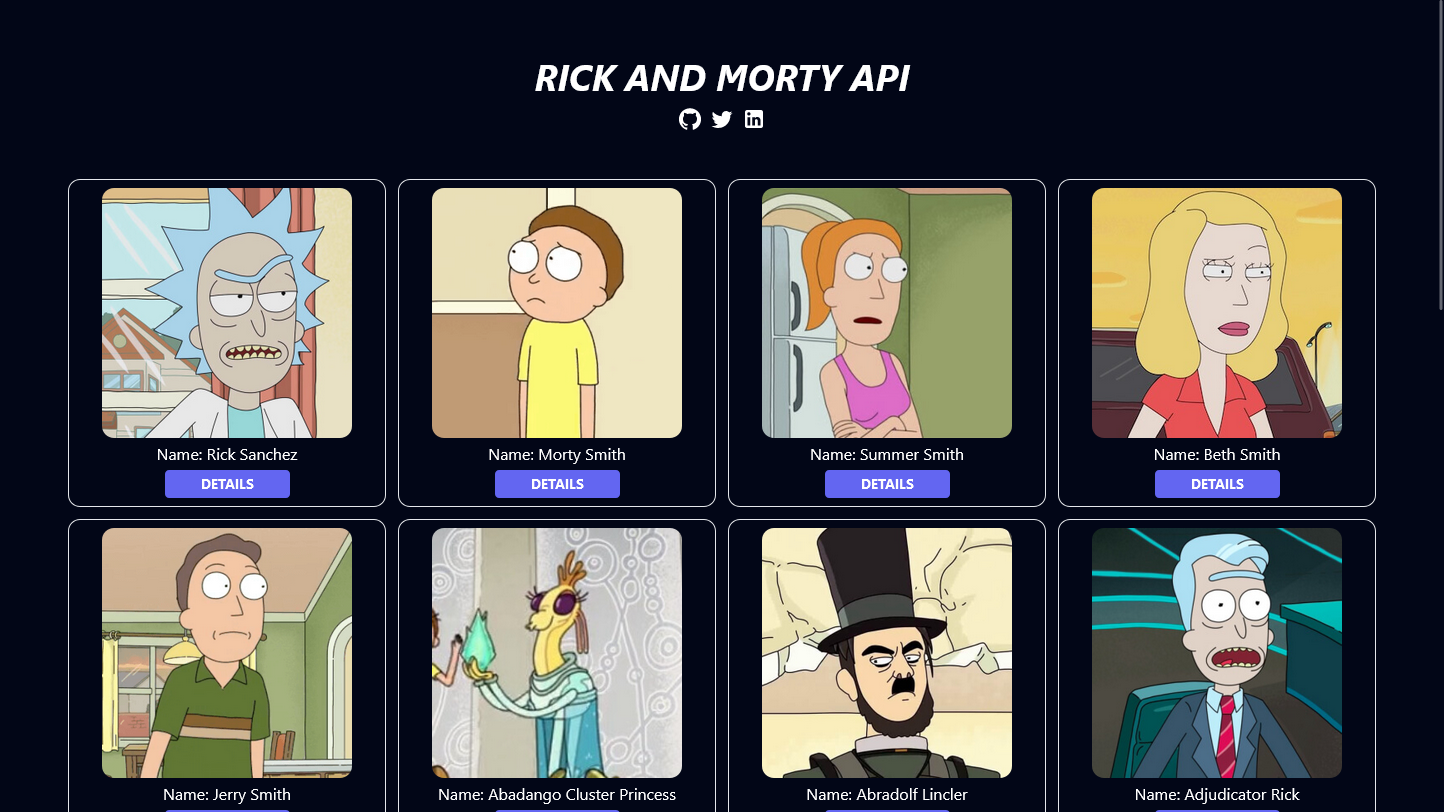 RICK AND MORTY API
Name: Rick Sanchez
DETAILS
Name: Morty Smith
DETAILS
Name: Summer Smith
DETAILS
Name: Beth Smith
DETAILS
Name: Jerry Smith
Name: Abadango Cluster Princess
Name: Abradolf Lincler
Name: Adjudicator Rick